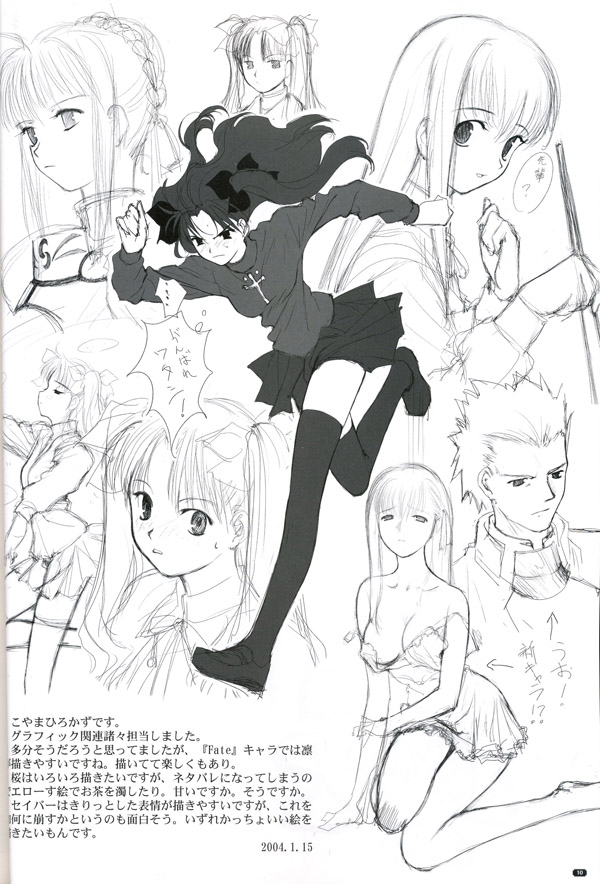 先輩
?
がんばれ
ワタシ!
うお!
新キャラ!?
こやまひろかずです。
グラフィック関連諸々担当しました。
多分そうだろうと思ってましたが、『Fate』キャラでは凛
描きやすいですね。描いてて楽しくもあり。
桜はいろいろ描きたいですが、ネタバレになってしまうの
エローす絵でお茶を濁したり。甘いですか。そうですか。
セイバーはきりっとした表情が描きやすいですが、これを
何に崩すかというのも面白そう。いずれかっちょいい絵を
きたいもんです。
2004.1.15
10